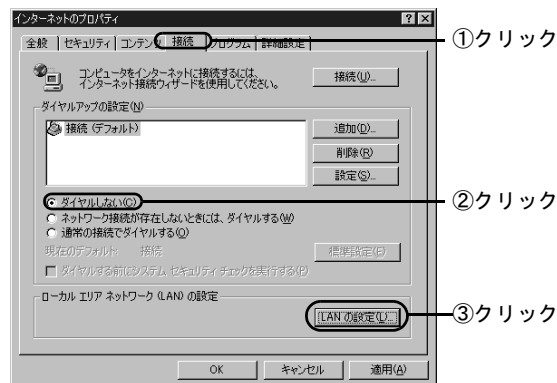 インターネットのプロパティ
全般 セキュリティ コンテンツ 接続 プログラム 詳細設定
①クリック
コンピュータをインターネットに接続するには、
インターネット接続ウィザードを使用してください。
接続(U)...
ダイヤルアップの設定(N)
接続 (デフォルト)
追加(D)...
削除(R)
設定(S)...
ダイヤルしない(C)
②クリック
ネットワーク接続が存在しないときには、ダイヤルする(W)
通常の接続でダイヤルする(O)
現在のデフォルト: 接続
標準設定(E)
ダイヤルする前にシステム セキュリティ チェックを実行する(P)
ローカル エリア ネットワーク (LAN) の設定
LAN の設定(L)...
③クリック
OK キャンセル 適用(A)